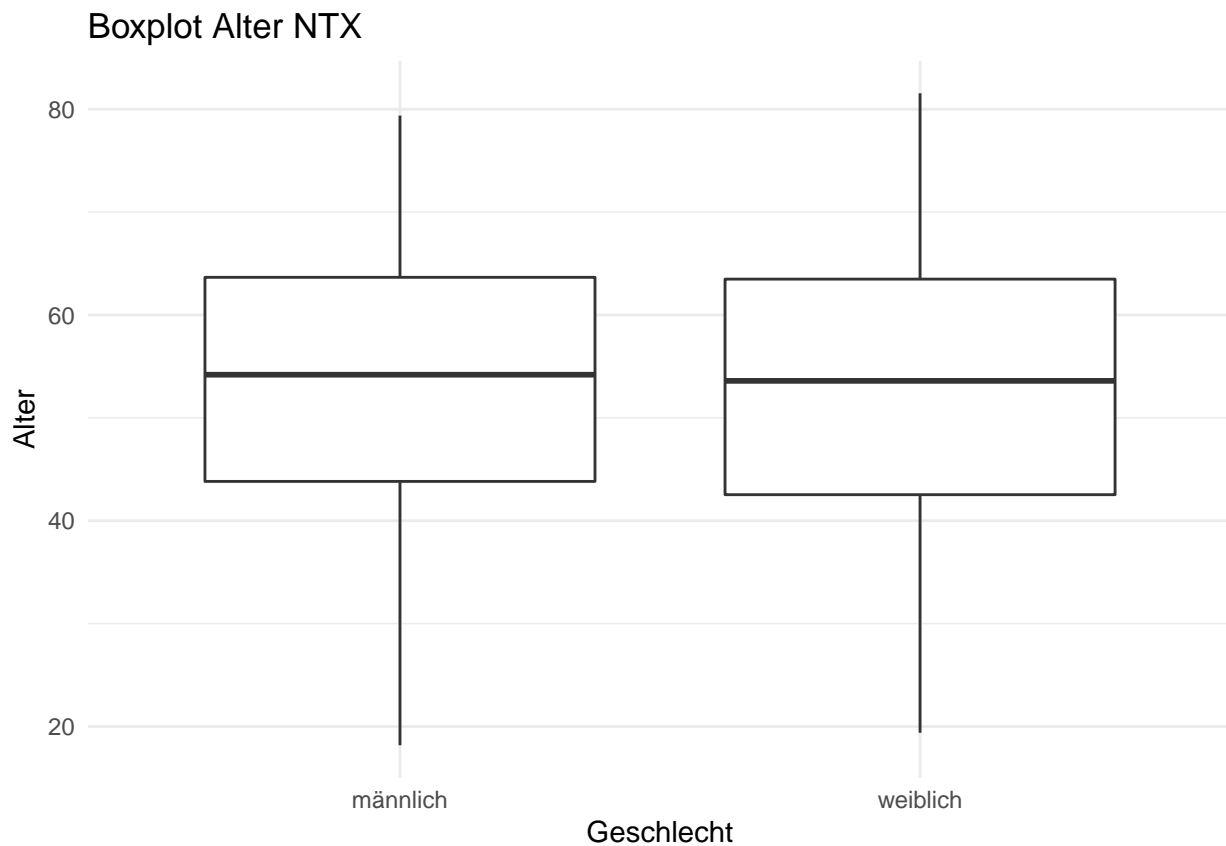 Boxplot Alter NTX
80
60
40
20
Alter
männlich
weiblich
Geschlecht